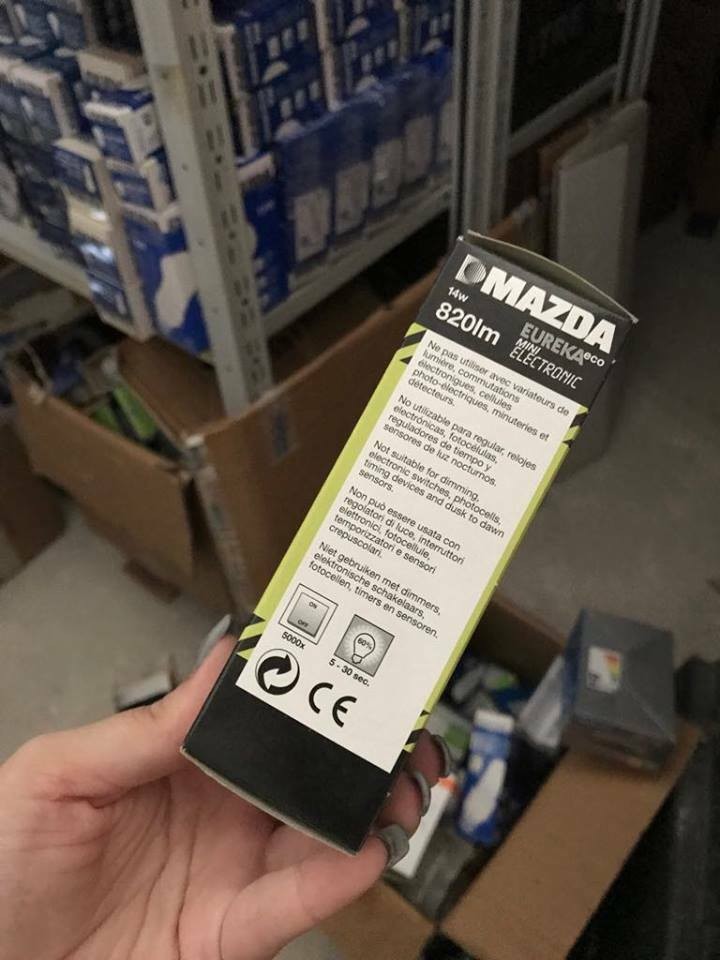 MAZDA
14w
820lm
EUREKA eco
MINI
ELECTRONIC
Ne pas utiliser avec variateurs de
lumière, commutations
électronigues, cellules
photo-électriques, minuteries et
détecteurs.
No utilizable para regular, relojes
electrónicas, fotocélulas,
reguladores de tiempo y
sensores de luz nocturnos.
Not suitable for dimming,
electronic switches, photocells,
timing devices and dusk to dawn
sensors.
Non può essere usata con
regolatori di luce, interruttori
elettronici, fotocellule,
temporizzatori e sensori
crepuscolari.
Niet gebruiken met dimmers,
elektronische schakelaars,
fotocellen, timers en sensoren.
ON
OFF
60%
5000x
5 - 30 sec.
CE